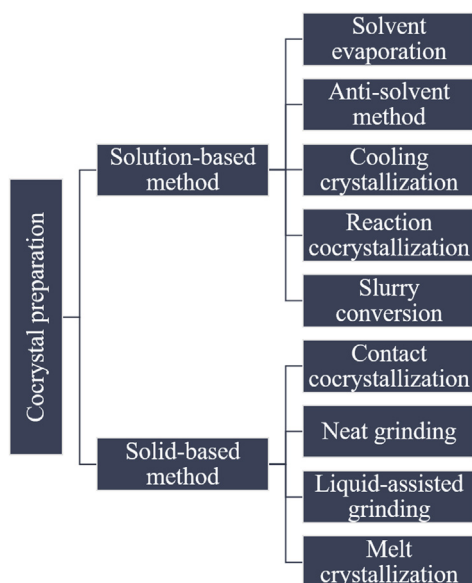 Cocrystal preparation
Solution-based
method
Solvent
evaporation
Anti-solvent
method
Cooling
crystallization
Reaction
cocrystallization
Slurry
conversion
Solid-based
method
Contact
cocrystallization
Neat grinding
Liquid-assisted
grinding
Melt
crystallization